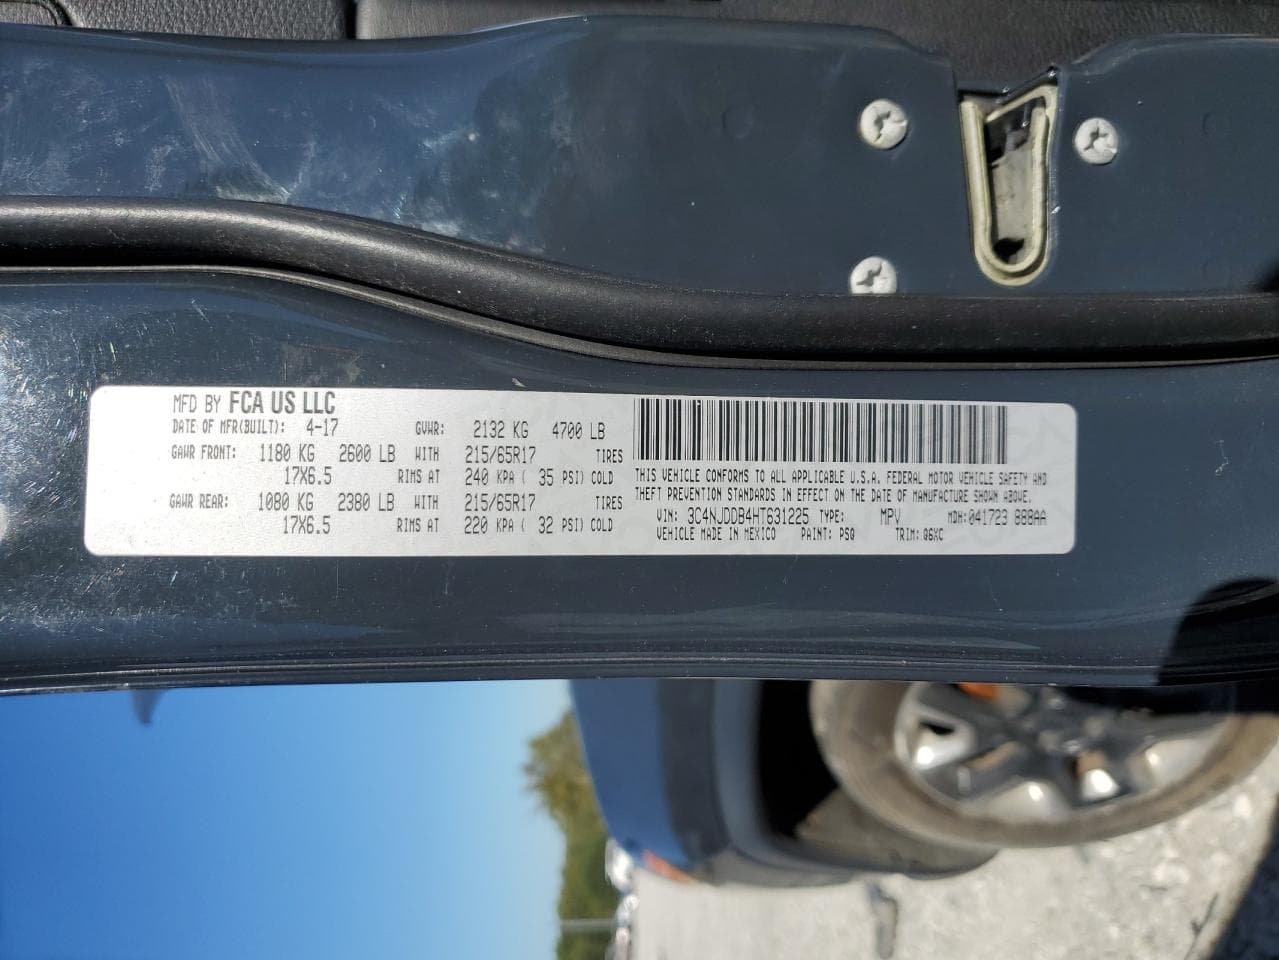 MFD BY FCA US LLC
DATE OF MFR(BUILT): 4-17 GVWR: 2132 KG 4700 LB
GAWR FRONT: 1180 KG 2600 LB WITH 215/65R17 TIRES
17X6.5 RIMS AT 240 KPA ( 35 PSI) COLD
GAWR REAR: 1080 KG 2380 LB WITH 215/65R17 TIRES
17X6.5 RIMS AT 220 KPA ( 32 PSI) COLD
THIS VEHICLE CONFORMS TO ALL APPLICABLE U.S.A. FEDERAL MOTOR VEHICLE SAFETY AND
THEFT PREVENTION STANDARDS IN EFFECT ON THE DATE OF MANUFACTURE SHOWN ABOVE.
VIN: 3C4NJDDB4HT631225 TYPE: MPV MDH: 041723 888AA
VEHICLE MADE IN MEXICO PAINT: PSQ TRIM: Q6XC